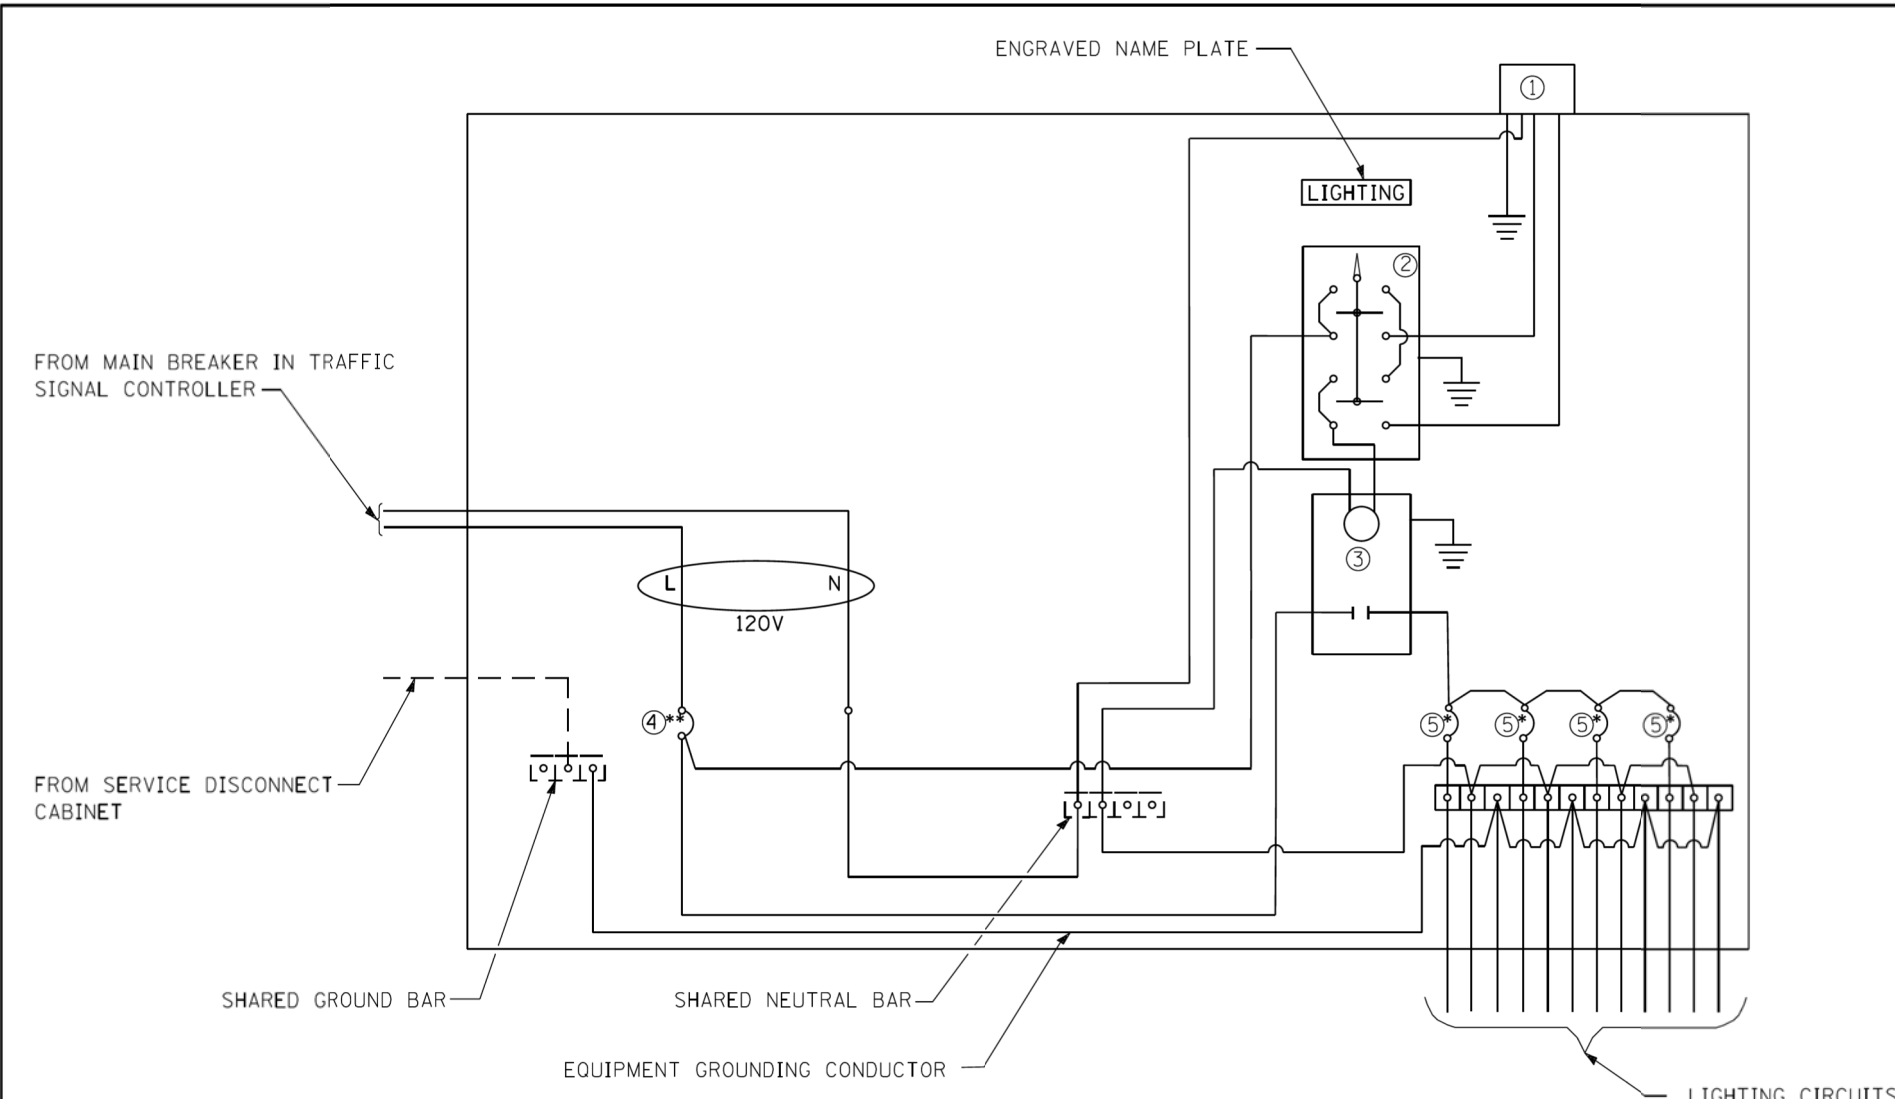 ENGRAVED NAME PLATE
①
LIGHTING
②
FROM MAIN BREAKER IN TRAFFIC
SIGNAL CONTROLLER
③
L
N
120V
④**
⑤*
⑤*
⑤*
⑤*
FROM SERVICE DISCONNECT
CABINET
SHARED GROUND BAR
SHARED NEUTRAL BAR
EQUIPMENT GROUNDING CONDUCTOR
LIGHTING CIRCUITS